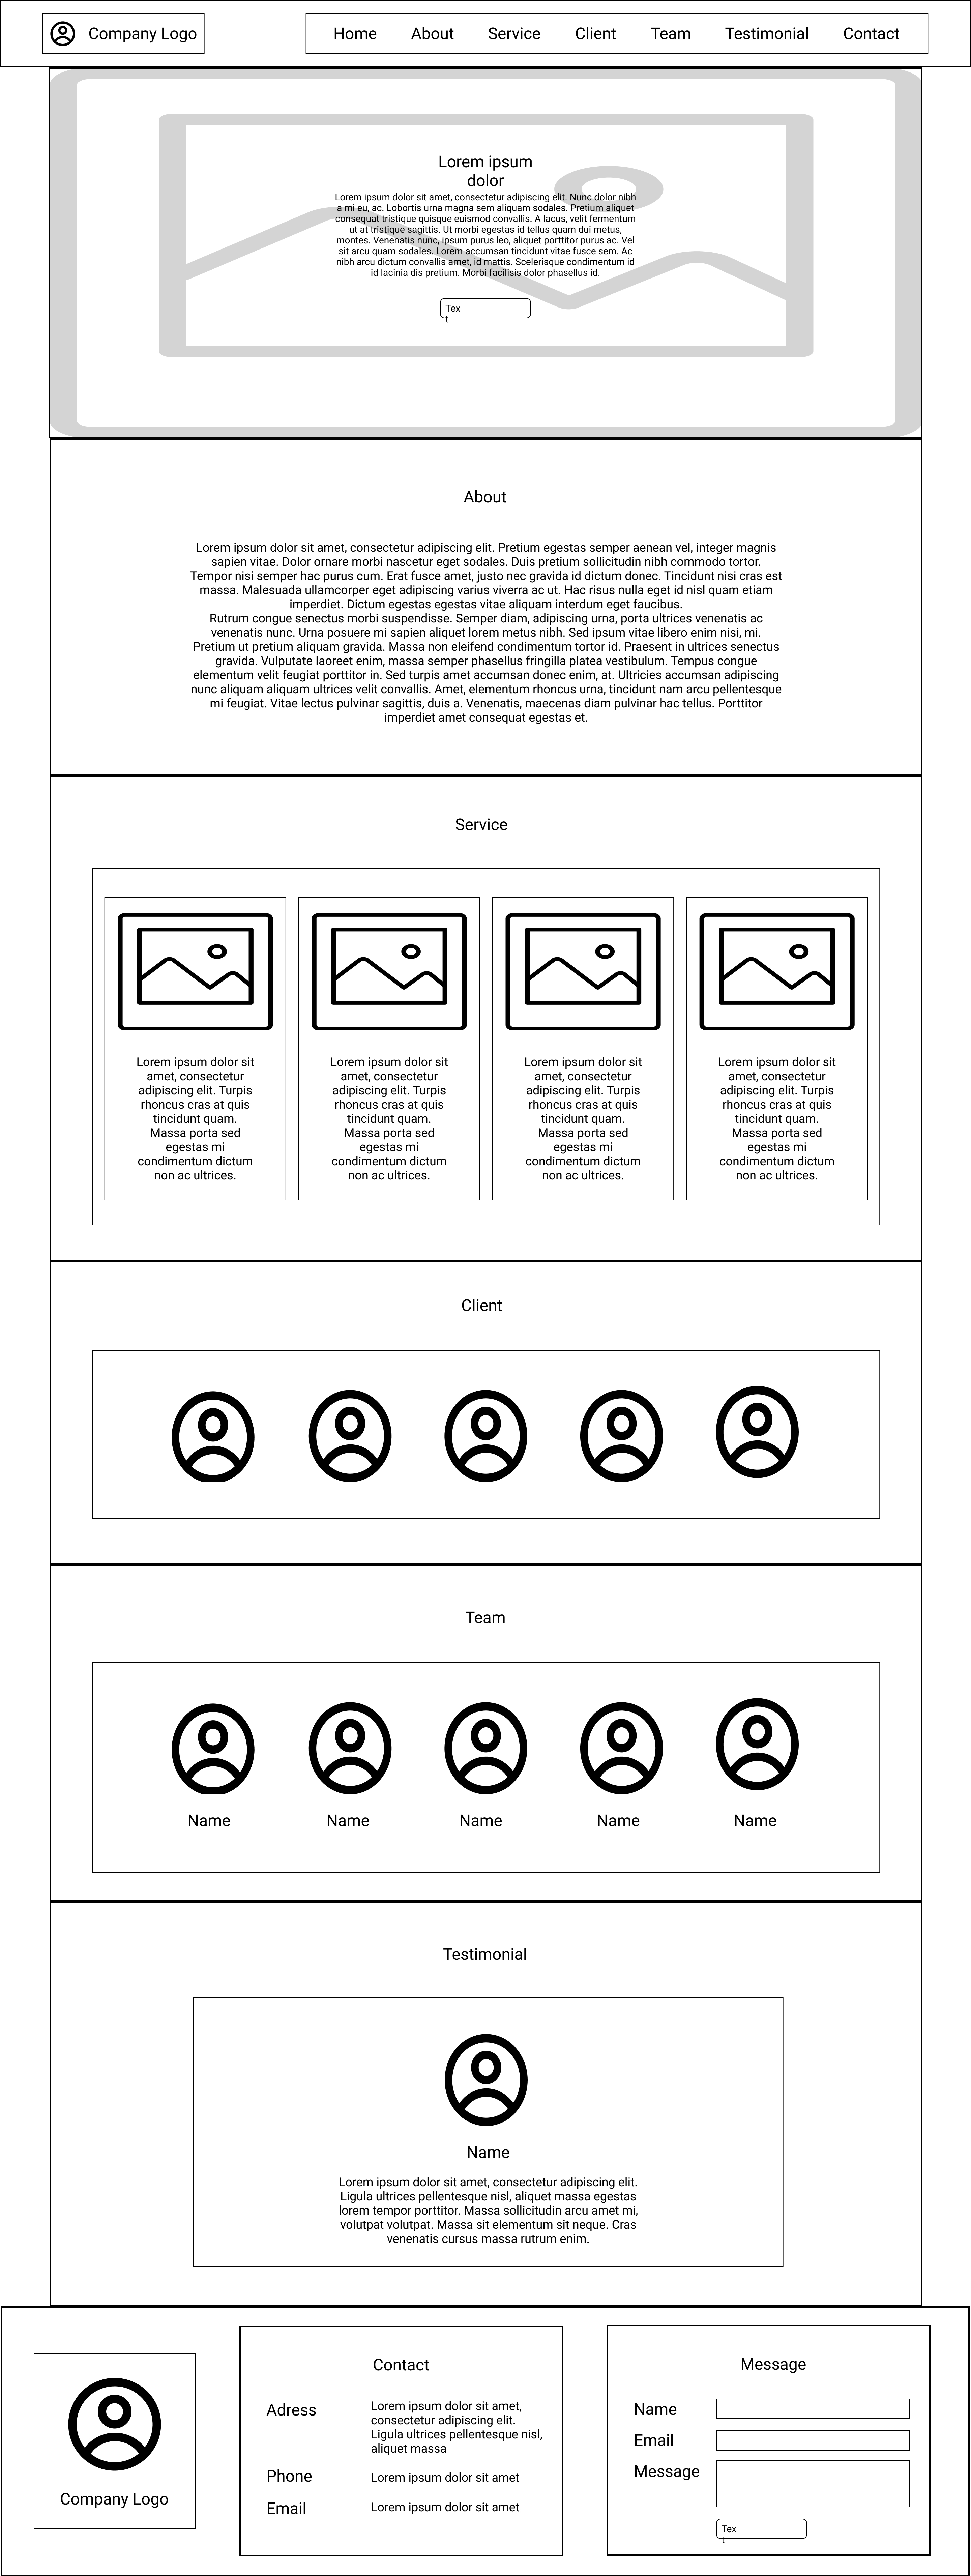 Company Logo
Home About Service Client Team Testimonial Contact
Lorem ipsum
dolor
Lorem ipsum dolor sit amet, consectetur adipiscing elit. Nunc dolor nibh
a mi eu, ac. Lobortis urna magna sem aliquam sodales. Pretium aliquet
consequat tristique quisque euismod convallis. A lacus, velit fermentum
ut at tristique sagittis. Ut morbi egestas id tellus quam dui metus,
montes. Venenatis nunc, ipsum purus leo, aliquet porttitor purus ac. Vel
sit arcu quam sodales. Lorem accumsan tincidunt vitae fusce sem. Ac
nibh arcu dictum convallis amet, id mattis. Scelerisque condimentum id
id lacinia dis pretium. Morbi facilisis dolor phasellus id.
Tex
t
About
Lorem ipsum dolor sit amet, consectetur adipiscing elit. Pretium egestas semper aenean vel, integer magnis
sapien vitae. Dolor ornare morbi nascetur eget sodales. Duis pretium sollicitudin nibh commodo tortor.
Tempor nisi semper hac purus cum. Erat fusce amet, justo nec gravida id dictum donec. Tincidunt nisi cras est
massa. Malesuada ullamcorper eget adipiscing varius viverra ac ut. Hac risus nulla eget id nisl quam etiam
imperdiet. Dictum egestas egestas vitae aliquam interdum eget faucibus.
Rutrum congue senectus morbi suspendisse. Semper diam, adipiscing urna, porta ultrices venenatis ac
venenatis nunc. Urna posuere mi sapien aliquet lorem metus nibh. Sed ipsum vitae libero enim nisi, mi.
Pretium ut pretium aliquam gravida. Massa non eleifend condimentum tortor id. Praesent in ultrices senectus
gravida. Vulputate laoreet enim, massa semper phasellus fringilla platea vestibulum. Tempus congue
elementum velit feugiat porttitor in. Sed turpis amet accumsan donec enim, at. Ultricies accumsan adipiscing
nunc aliquam aliquam ultrices velit convallis. Amet, elementum rhoncus urna, tincidunt nam arcu pellentesque
mi feugiat. Vitae lectus pulvinar sagittis, duis a. Venenatis, maecenas diam pulvinar hac tellus. Porttitor
imperdiet amet consequat egestas et.
Service
Lorem ipsum dolor sit
amet, consectetur
adipiscing elit. Turpis
rhoncus cras at quis
tincidunt quam.
Massa porta sed
egestas mi
condimentum dictum
non ac ultrices.
Lorem ipsum dolor sit
amet, consectetur
adipiscing elit. Turpis
rhoncus cras at quis
tincidunt quam.
Massa porta sed
egestas mi
condimentum dictum
non ac ultrices.
Lorem ipsum dolor sit
amet, consectetur
adipiscing elit. Turpis
rhoncus cras at quis
tincidunt quam.
Massa porta sed
egestas mi
condimentum dictum
non ac ultrices.
Lorem ipsum dolor sit
amet, consectetur
adipiscing elit. Turpis
rhoncus cras at quis
tincidunt quam.
Massa porta sed
egestas mi
condimentum dictum
non ac ultrices.
Client
Team
Name Name Name Name Name
Testimonial
Name
Lorem ipsum dolor sit amet, consectetur adipiscing elit.
Ligula ultrices pellentesque nisl, aliquet massa egestas
lorem tempor porttitor. Massa sollicitudin arcu amet mi,
volutpat volutpat. Massa sit elementum sit neque. Cras
venenatis cursus massa rutrum enim.
Company Logo
Contact
Adress
Lorem ipsum dolor sit amet,
consectetur adipiscing elit.
Ligula ultrices pellentesque nisl,
aliquet massa
Phone Lorem ipsum dolor sit amet
Email Lorem ipsum dolor sit amet
Message
Name
Email
Message
Tex
t